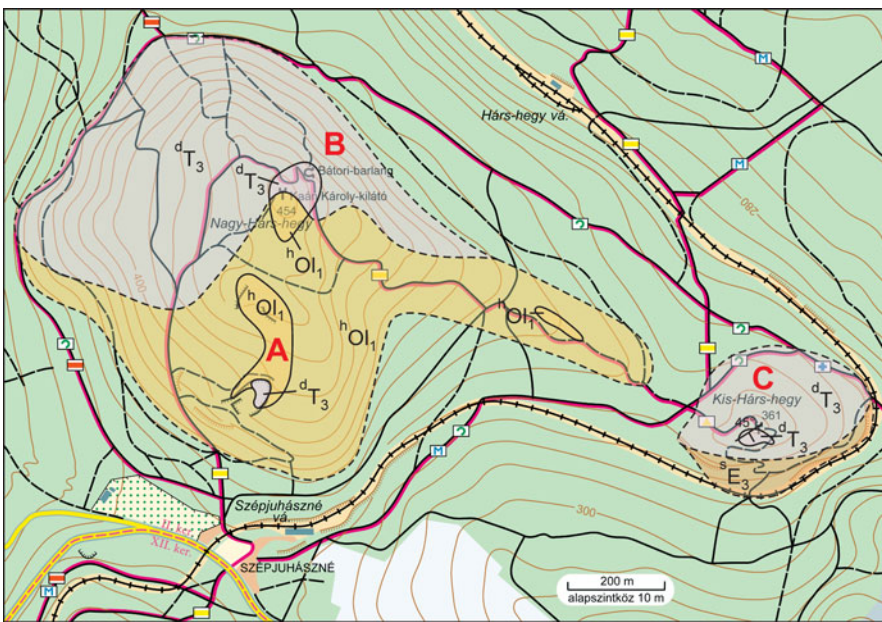 M
Hárs-hegy vá.
M
B
ᵈT₃
ᵈT₃
Bátori-barlang
Kaán Károly-kilátó
454
Nagy-Hárs-hegy
ʰOl₁
280
400
M
ʰOl₁
ʰOl₁
ʰOl₁
A
ᵈT₃
C
Kis-Hárs-hegy
ᵈT₃
361
45
ᵈT₃
ˢE₃
M
Szépjuhászné
vá.
300
II. ker.
XII. ker.
SZÉPJUHÁSZNÉ
M
200 m
alapszintköz 10 m